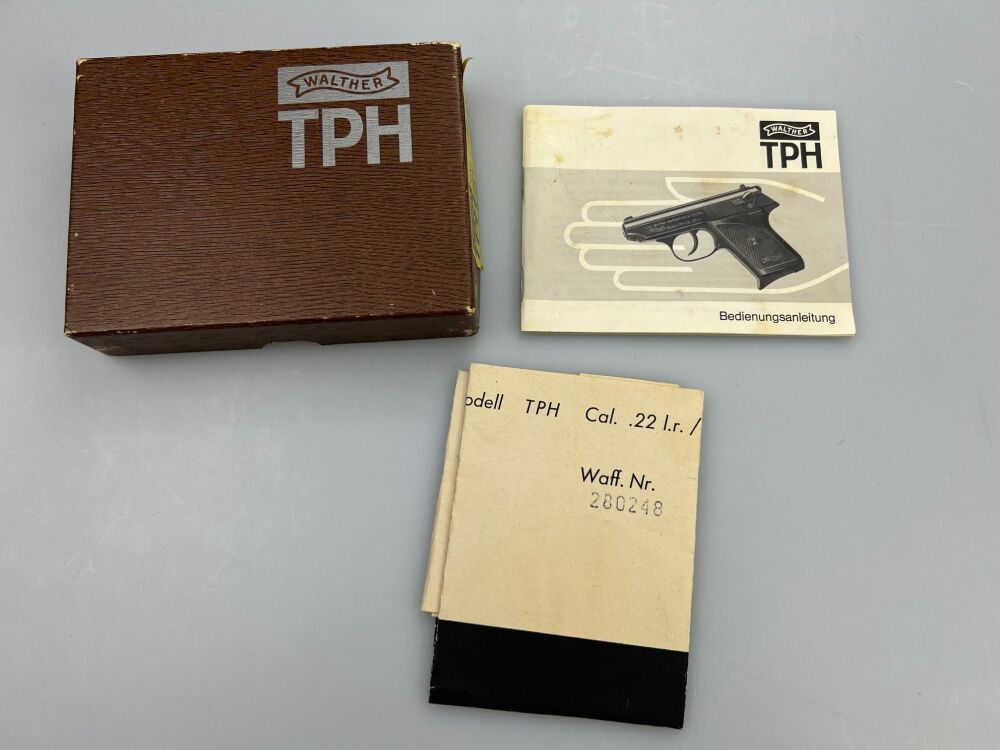 WALTHER
TPH
WALTHER
TPH
Bedienungsanleitung
odell TPH Cal. .22 l.r. /
Waff. Nr.
280248